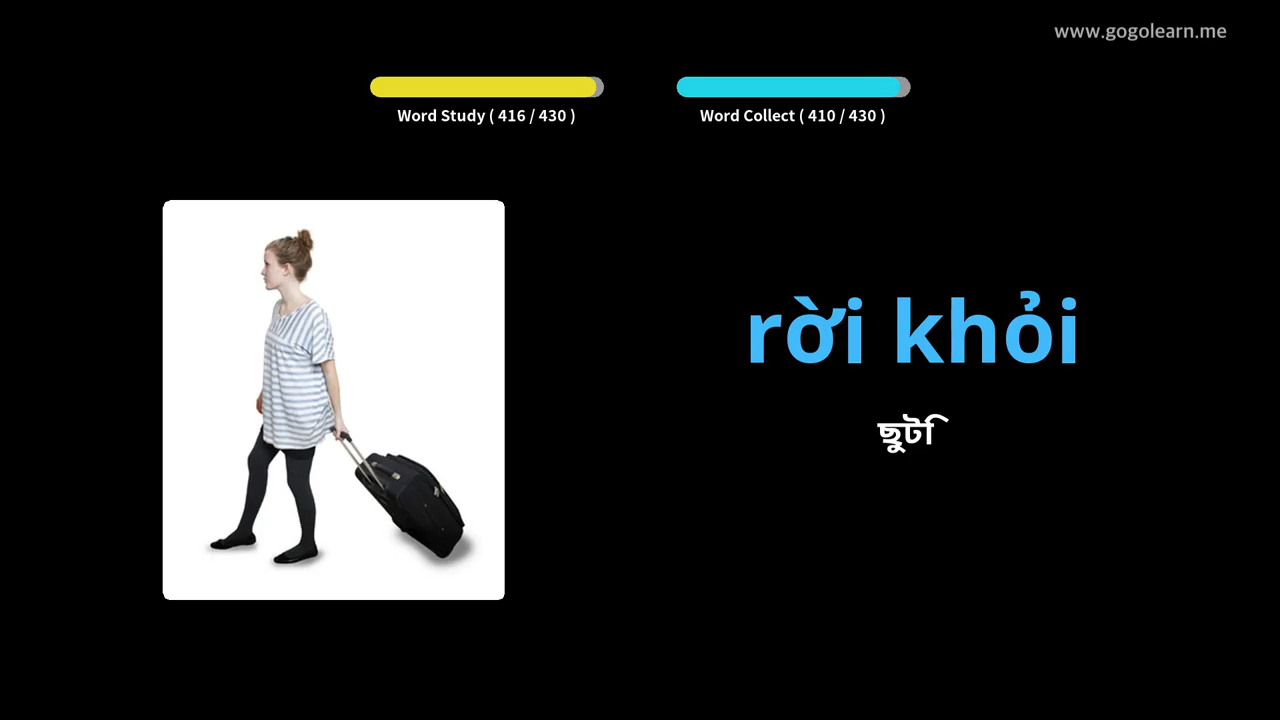 www.gogolearn.me
Word Study ( 416 / 430 )
Word Collect ( 410 / 430 )
rời khỏi
ছুটি